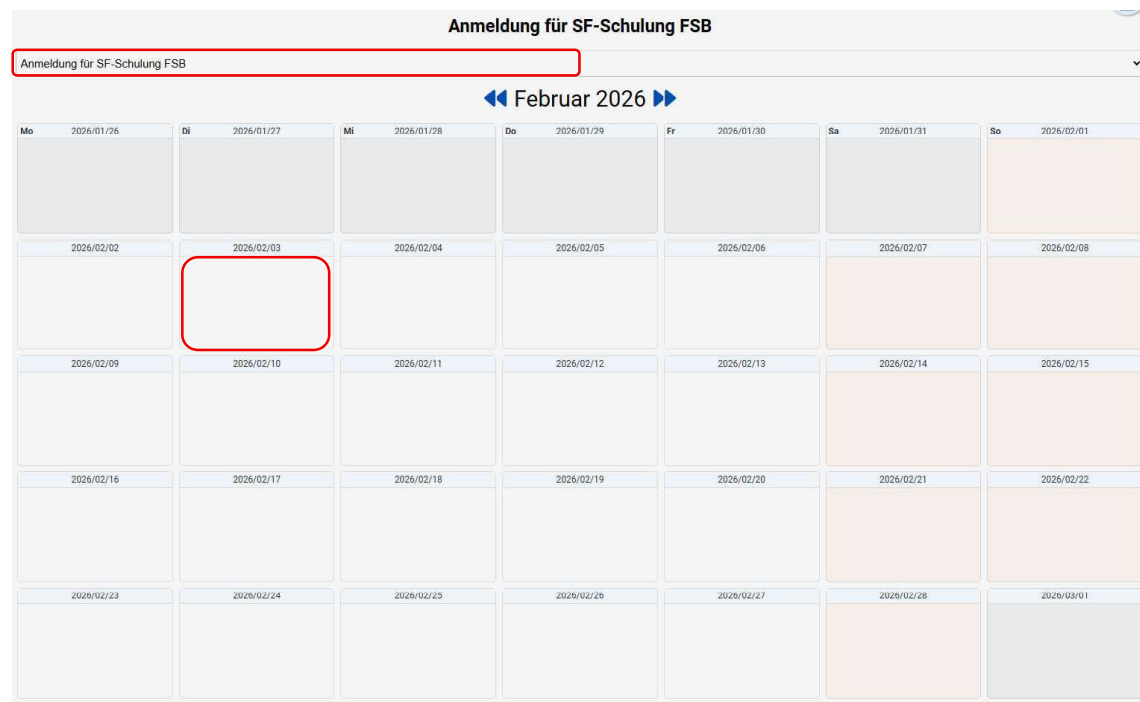 Anmeldung für SF-Schulung FSB
Anmeldung für SF-Schulung FSB
Februar 2026
Mo 2026/01/26 Di 2026/01/27 Mi 2026/01/28 Do 2026/01/29 Fr 2026/01/30 Sa 2026/01/31 So 2026/02/01
2026/02/02 2026/02/03 2026/02/04 2026/02/05 2026/02/06 2026/02/07 2026/02/08
2026/02/09 2026/02/10 2026/02/11 2026/02/12 2026/02/13 2026/02/14 2026/02/15
2026/02/16 2026/02/17 2026/02/18 2026/02/19 2026/02/20 2026/02/21 2026/02/22
2026/02/23 2026/02/24 2026/02/25 2026/02/26 2026/02/27 2026/02/28 2026/03/01